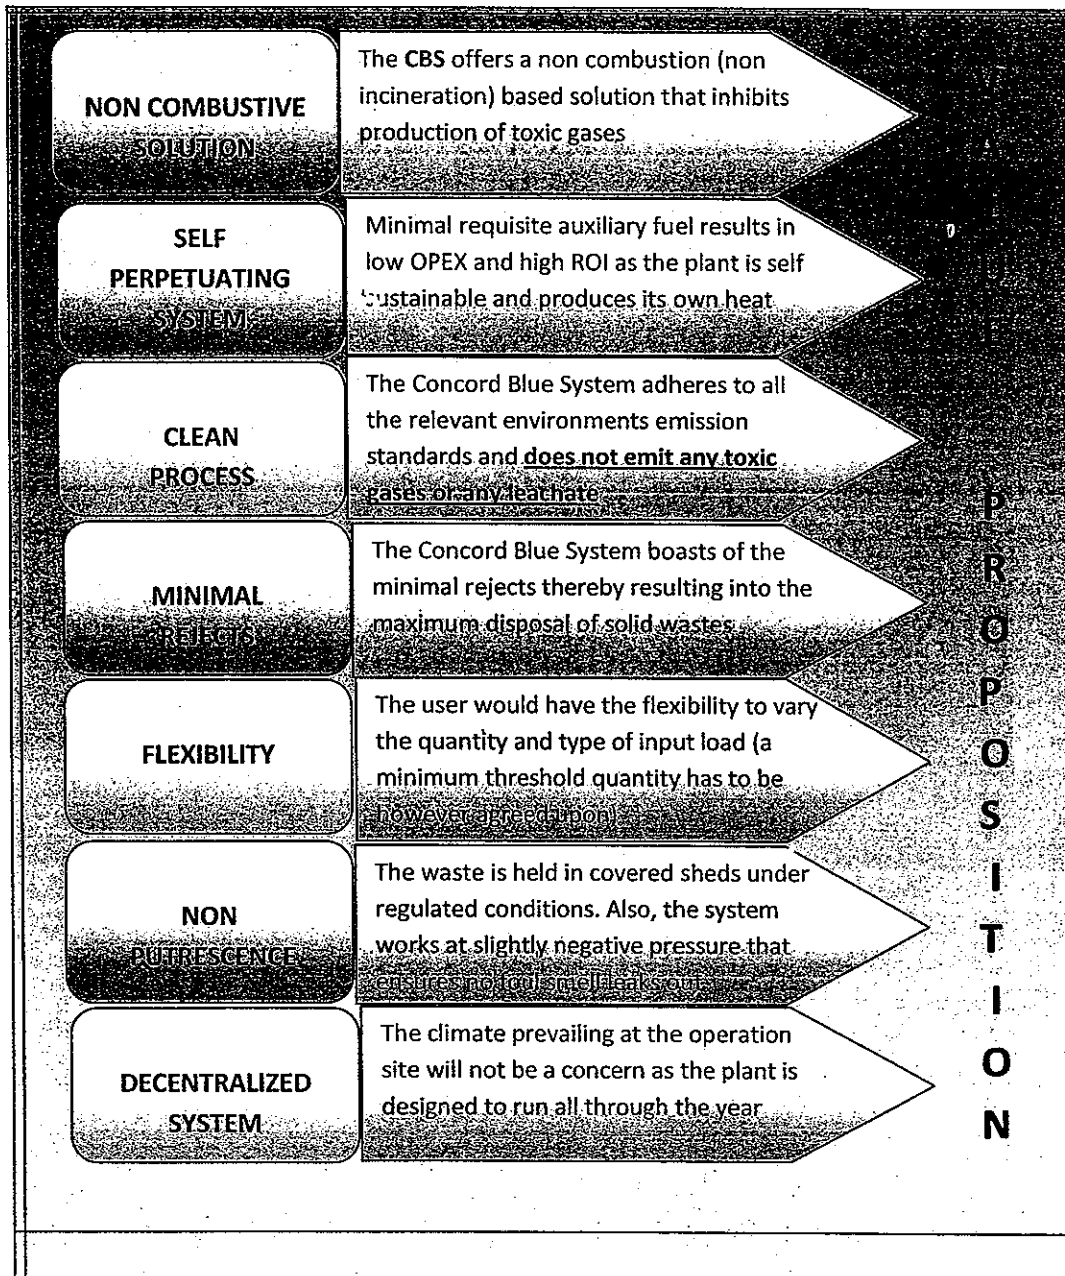 NON COMBUSTIVE
SOLUTION
The CBS offers a non combustion (non
incineration) based solution that inhibits
production of toxic gases
SELF
PERPETUATING
SYSTEM
Minimal requisite auxiliary fuel results in
low OPEX and high ROI as the plant is self
sustainable and produces its own heat
CLEAN
PROCESS
The Concord Blue System adheres to all
the relevant environments emission
standards and does not emit any toxic
gases or any leachate
MINIMAL
REJECTS
The Concord Blue System boasts of the
minimal rejects thereby resulting into the
maximum disposal of solid wastes
FLEXIBILITY
The user would have the flexibility to vary
the quantity and type of input load (a
minimum threshold quantity has to be
however agreed upon)
NON
PUTRESCENCE
The waste is held in covered sheds under
regulated conditions. Also, the system
works at slightly negative pressure that
ensures no foul smell leaks out
DECENTRALIZED
SYSTEM
The climate prevailing at the operation
site will not be a concern as the plant is
designed to run all through the year
PROPOSITION